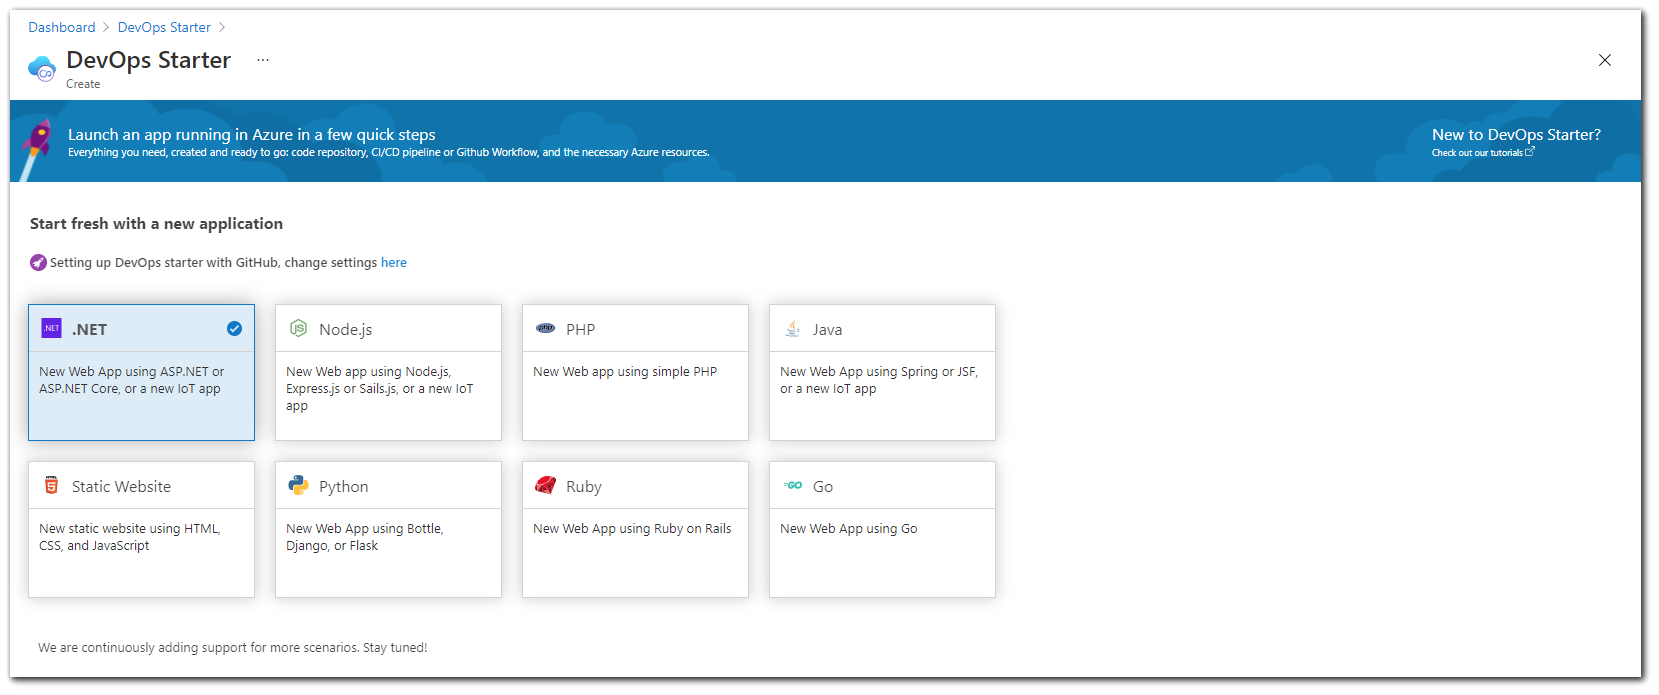 Dashboard > DevOps Starter >
DevOps Starter ...
Create
Launch an app running in Azure in a few quick steps
Everything you need, created and ready to go: code repository, CI/CD pipeline or Github Workflow, and the necessary Azure resources.
New to DevOps Starter?
Check out our tutorials
Start fresh with a new application
Setting up DevOps starter with GitHub, change settings here
.NET
.NET
New Web App using ASP.NET or
ASP.NET Core, or a new IoT app
JS
Node.js
New Web app using Node.js,
Express.js or Sails.js, or a new IoT
app
php
PHP
New Web app using simple PHP
Java
New Web App using Spring or JSF,
or a new IoT app
HTML
5
Static Website
New static website using HTML,
CSS, and JavaScript
Python
New Web App using Bottle,
Django, or Flask
Ruby
New Web App using Ruby on Rails
GO
Go
New Web App using Go
We are continuously adding support for more scenarios. Stay tuned!